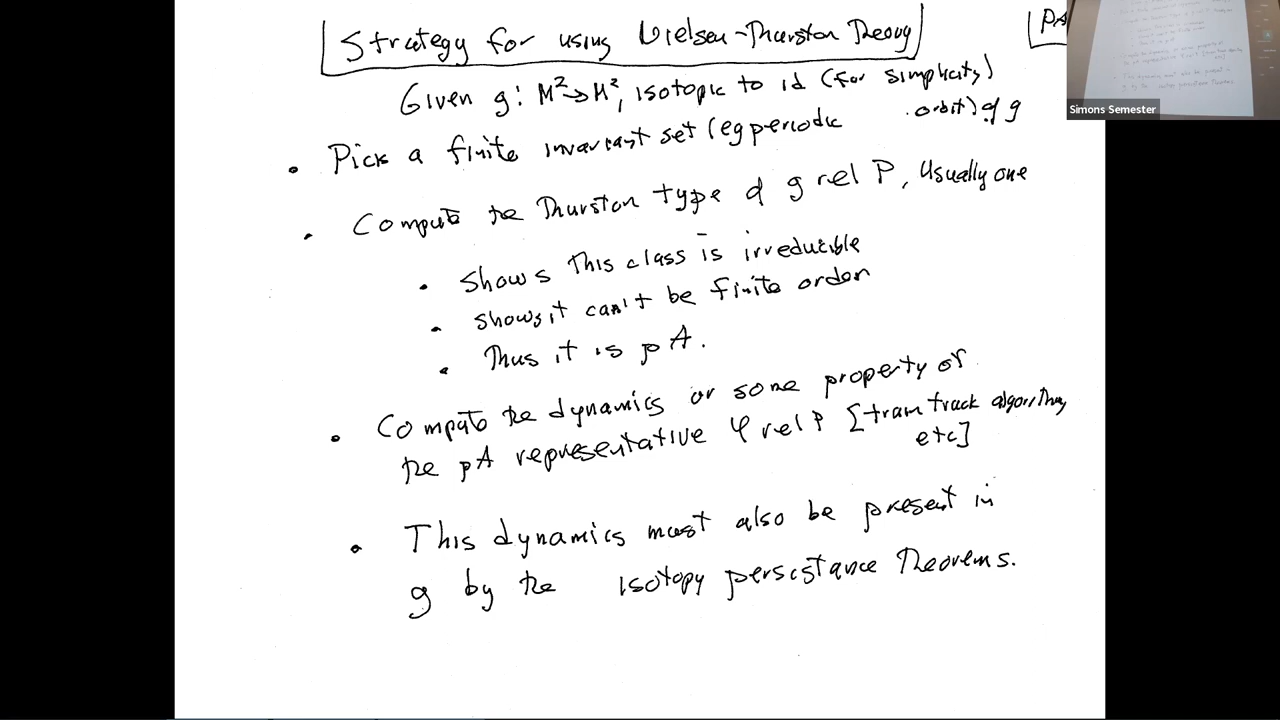 Strategy for using Nielsen-Thurston Theory
Given g: M²→M², isotopic to id (for simplicity)
• Pick a finite invariant set (eg periodic orbit) of g
• Compute the Thurston type of g rel P, Usually one
• shows this class is irreducible
• shows it can't be finite order
• Thus it is pA.
• Compute the dynamics or some property of
the pA representative φ rel P [train track algorithm,
etc]
• This dynamics must also be present in
g by the isotopy persistance Theorems.
PA
Simons Semester